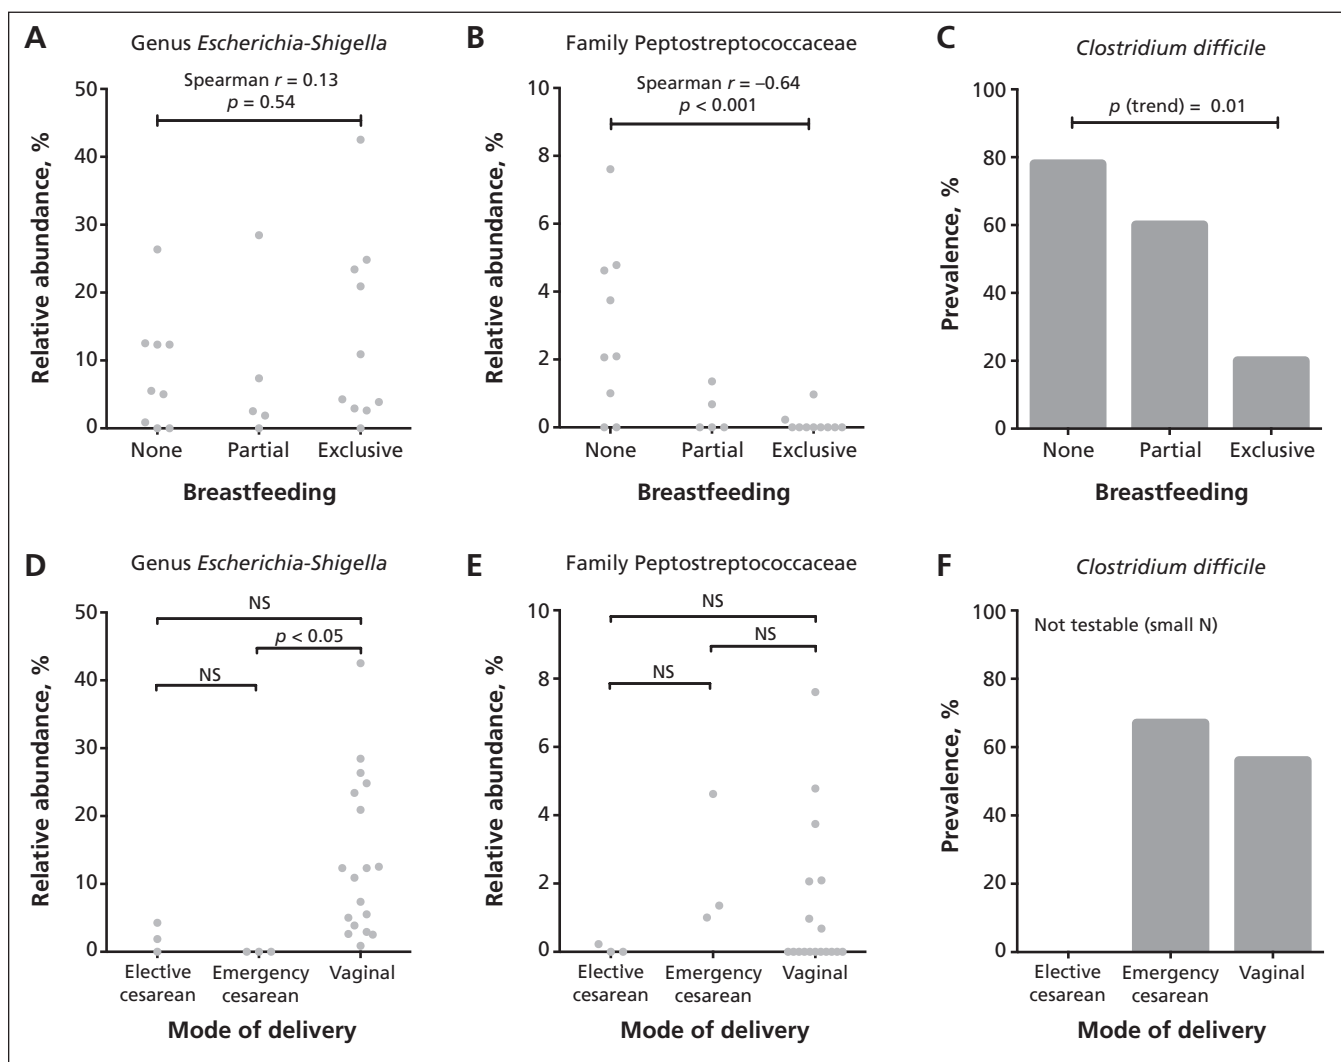 A
Genus Escherichia-Shigella
Spearman r = 0.13
p = 0.54
Relative abundance, %
50
40
30
20
10
0
None Partial Exclusive
Breastfeeding
B
Family Peptostreptococcaceae
Spearman r = –0.64
p < 0.001
Relative abundance, %
10
8
6
4
2
0
None Partial Exclusive
Breastfeeding
C
Clostridium difficile
p (trend) = 0.01
Prevalence, %
100
80
60
40
20
0
None Partial Exclusive
Breastfeeding
D
Genus Escherichia-Shigella
NS
p < 0.05
NS
Relative abundance, %
50
40
30
20
10
0
Elective Emergency Vaginal
cesarean cesarean
Mode of delivery
E
Family Peptostreptococcaceae
NS
NS
NS
Relative abundance, %
10
8
6
4
2
0
Elective Emergency Vaginal
cesarean cesarean
Mode of delivery
F
Clostridium difficile
Not testable (small N)
Prevalence, %
100
80
60
40
20
0
Elective Emergency Vaginal
cesarean cesarean
Mode of delivery